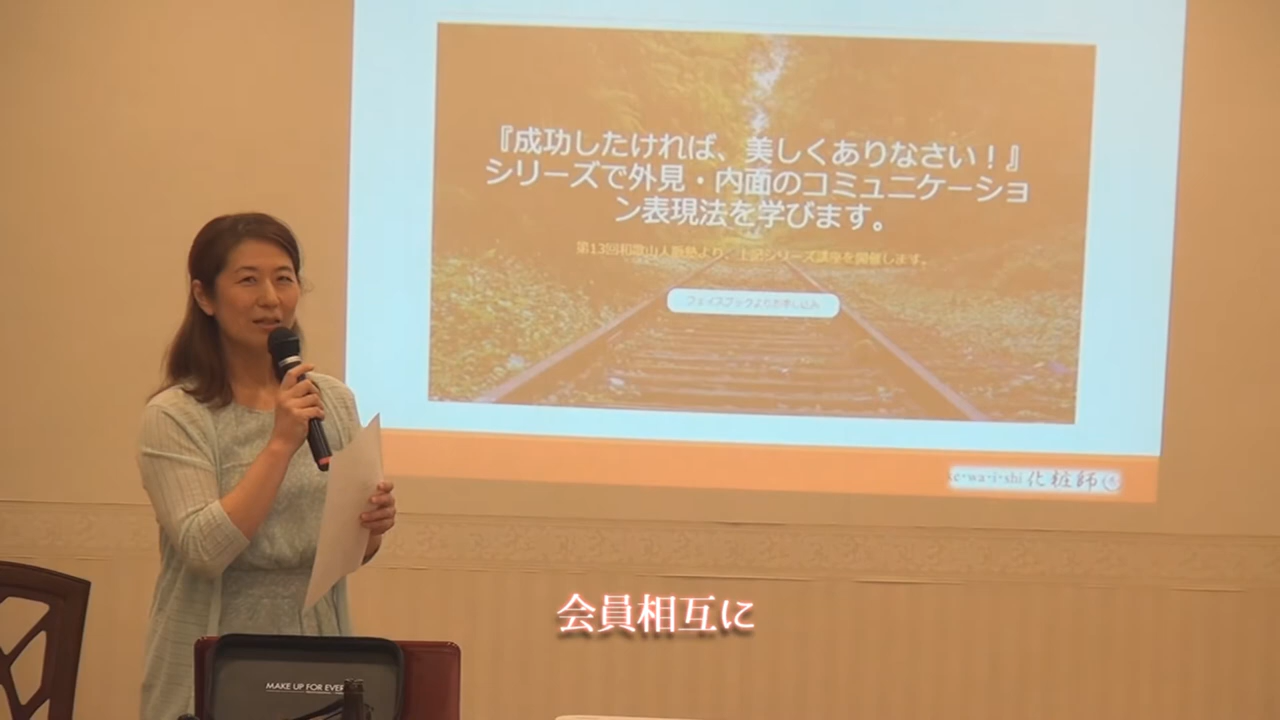 『成功したければ、美しくありなさい！』
シリーズで外見・内面のコミュニケーショ
ン表現法を学びます。
第13回和歌山人断塾より、上記シリーズ講座を開催します。
フェイスブックよりお申し込み
ke・wa・i・shi 化粧師
会員相互に
MAKE UP FOR EVER